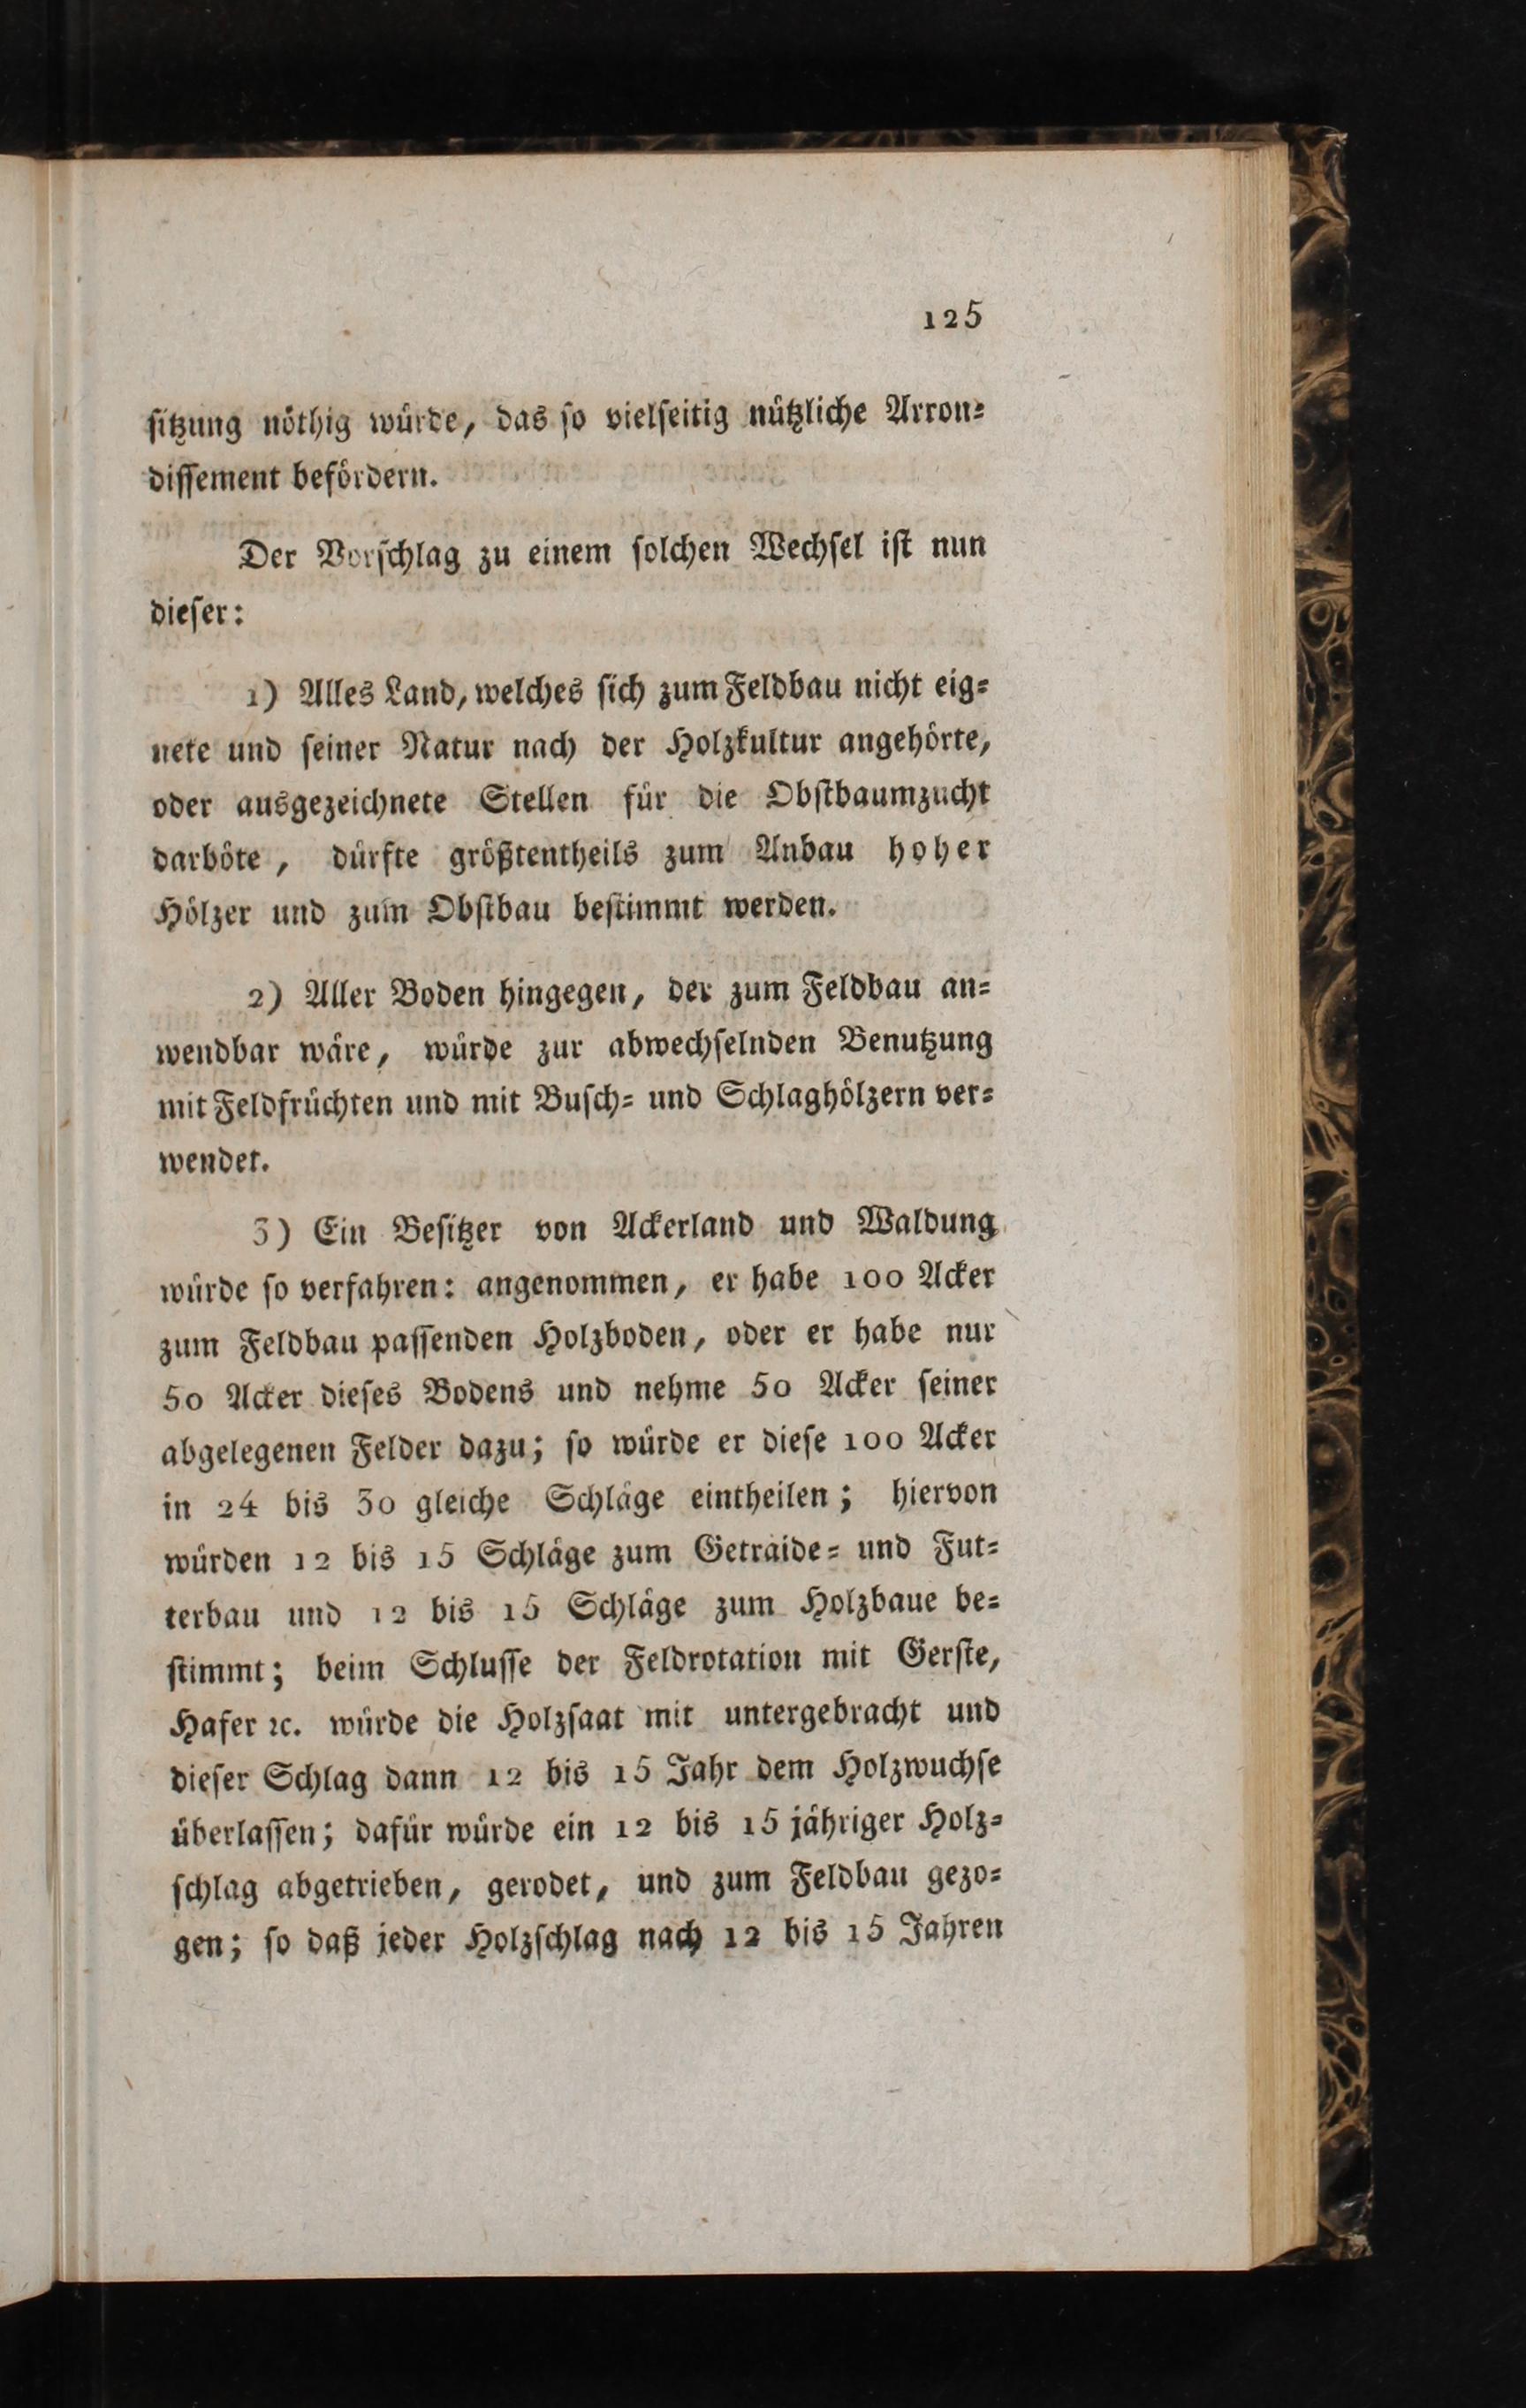 125
sitzung nöthig würde, das so vielseitig nützliche Arron⸗
dissement befördern.
Der Vorschlag zu einem solchen Wechsel ist nun
dieser:
1) Alles Land, welches sich zum Feldbau nicht eig⸗
nete und seiner Natur nach der Holzkultur angehörte,
oder ausgezeichnete Stellen für die Obstbaumzucht
darböte, dürfte größtentheils zum Anbau hoher
Hölzer und zum Obstbau bestimmt werden.
2) Aller Boden hingegen, der zum Feldbau an⸗
wendbar wäre, würde zur abwechselnden Benutzung
mit Feldfrüchten und mit Busch⸗ und Schlaghölzern ver⸗
wendet.
3) Ein Besitzer von Ackerland und Waldung
würde so verfahren: angenommen, er habe 100 Acker
zum Feldbau passenden Holzboden, oder er habe nur
50 Acker dieses Bodens und nehme 50 Acker seiner
abgelegenen Felder dazu; so würde er diese 100 Acker
in 24 bis 30 gleiche Schläge eintheilen; hiervon
würden 12 bis 15 Schläge zum Getraide⸗ und Fut⸗
terbau und 12 bis 15 Schläge zum Holzbaue be⸗
stimmt; beim Schlusse der Feldrotation mit Gerste,
Hafer ꝛc. würde die Holzsaat mit untergebracht und
dieser Schlag dann 12 bis 15 Jahr dem Holzwuchse
überlassen; dafür würde ein 12 bis 15 jähriger Holz⸗
schlag abgetrieben, gerodet, und zum Feldbau gezo⸗
gen; so daß jeder Holzschlag nach 12 bis 15 Jahren